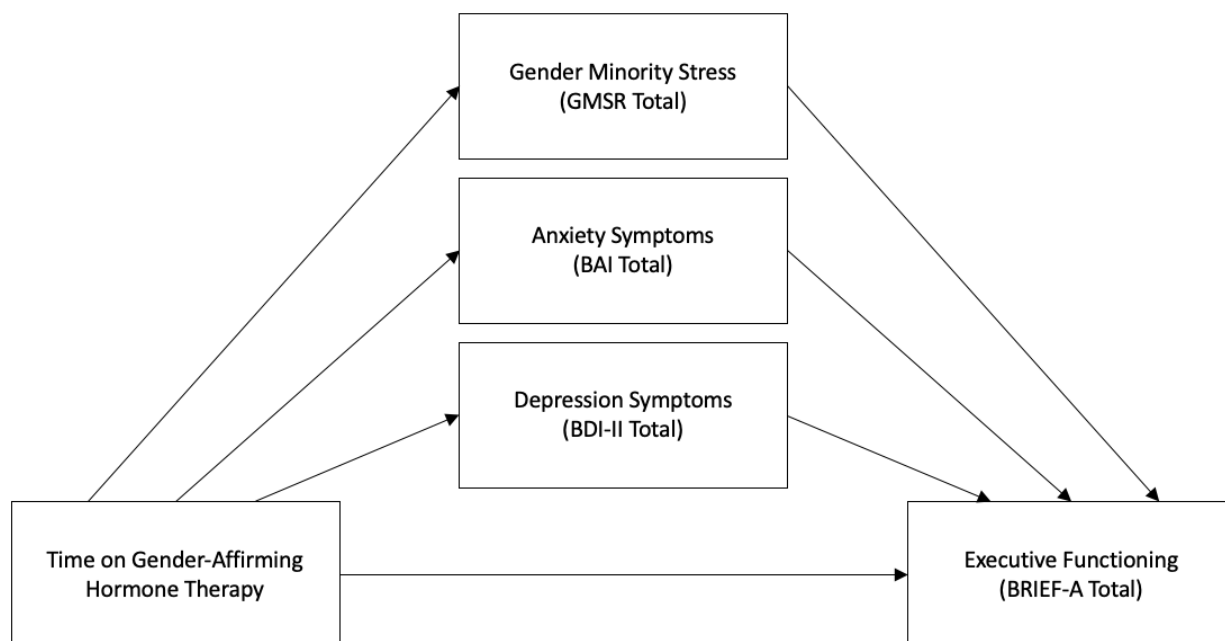 Gender Minority Stress
(GMSR Total)
Anxiety Symptoms
(BAI Total)
Depression Symptoms
(BDI-II Total)
Time on Gender-Affirming
Hormone Therapy
Executive Functioning
(BRIEF-A Total)